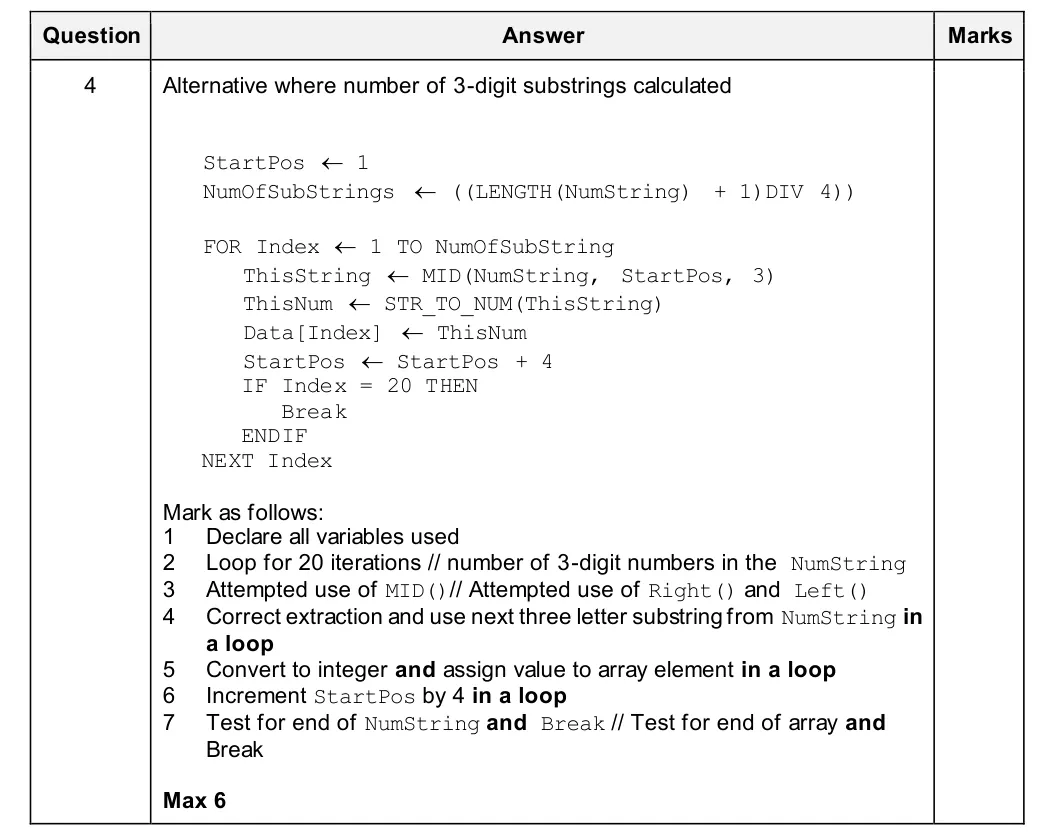 Question Answer Marks
4 Alternative where number of 3-digit substrings calculated
StartPos ← 1
NumOfSubStrings ← ((LENGTH(NumString) + 1)DIV 4))
FOR Index ← 1 TO NumOfSubString
ThisString ← MID(NumString, StartPos, 3)
ThisNum ← STR_TO_NUM(ThisString)
Data[Index] ← ThisNum
StartPos ← StartPos + 4
IF Index = 20 THEN
Break
ENDIF
NEXT Index
Mark as follows:
1 Declare all variables used
2 Loop for 20 iterations // number of 3-digit numbers in the NumString
3 Attempted use of MID()// Attempted use of Right() and Left()
4 Correct extraction and use next three letter substring from NumString in
a loop
5 Convert to integer and assign value to array element in a loop
6 Increment StartPos by 4 in a loop
7 Test for end of NumString and Break // Test for end of array and
Break
Max 6